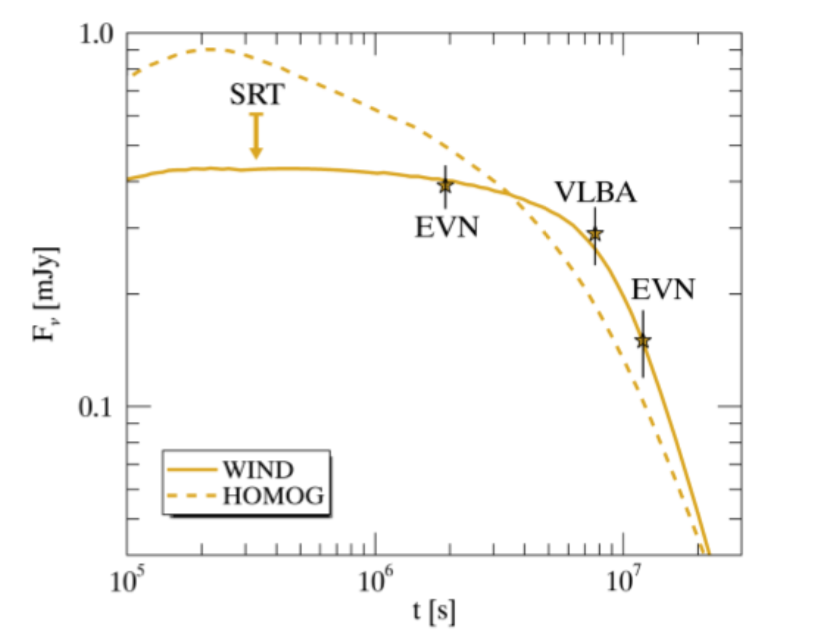 1.0
SRT
VLBA
EVN
EVN
F_ν [mJy]
0.1
WIND
HOMOG
10^5 10^6 10^7
t [s]